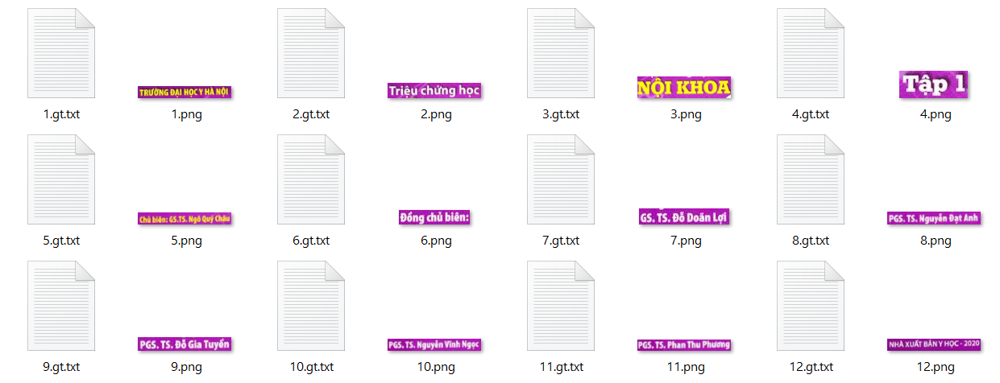 TRƯỜNG ĐẠI HỌC Y HÀ NỘI
Triệu chứng học
NỘI KHOA
Tập 1
1.gt.txt
1.png
2.gt.txt
2.png
3.gt.txt
3.png
4.gt.txt
4.png
Chủ biên: GS.TS. Ngô Quý Châu
Đồng chủ biên:
GS. TS. Đỗ Doãn Lợi
PGS. TS. Nguyễn Đạt Anh
5.gt.txt
5.png
6.gt.txt
6.png
7.gt.txt
7.png
8.gt.txt
8.png
PGS. TS. Đỗ Gia Tuyển
PGS. TS. Nguyễn Vĩnh Ngọc
PGS. TS. Phan Thu Phương
NHÀ XUẤT BẢN Y HỌC - 2020
9.gt.txt
9.png
10.gt.txt
10.png
11.gt.txt
11.png
12.gt.txt
12.png